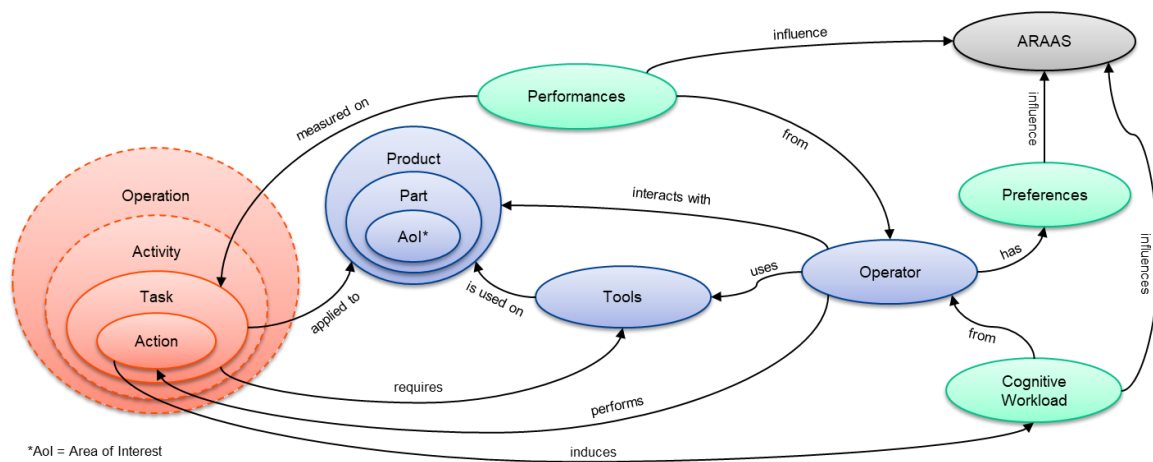 influence
ARAAS
Performances
measured on
influence
from
Product
Operation
Part
interacts with
Preferences
AoI*
Activity
has
influences
uses
Operator
Task
is used on
Tools
applied to
Action
from
requires
Cognitive
Workload
performs
*AoI = Area of Interest
induces